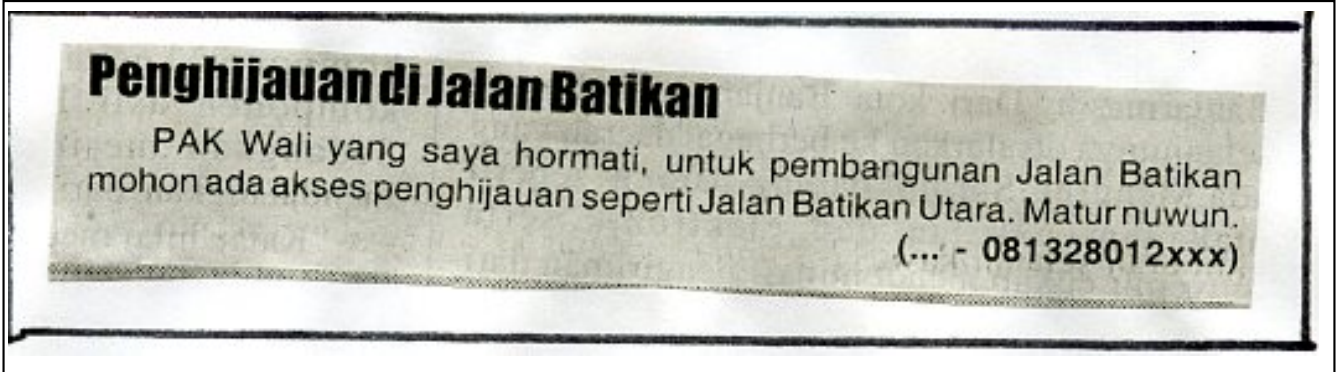 Penghijauan di Jalan Batikan
PAK Wali yang saya hormati, untuk pembangunan Jalan Batikan
mohon ada akses penghijauan seperti Jalan Batikan Utara. Matur nuwun.
(... - 081328012xxx)